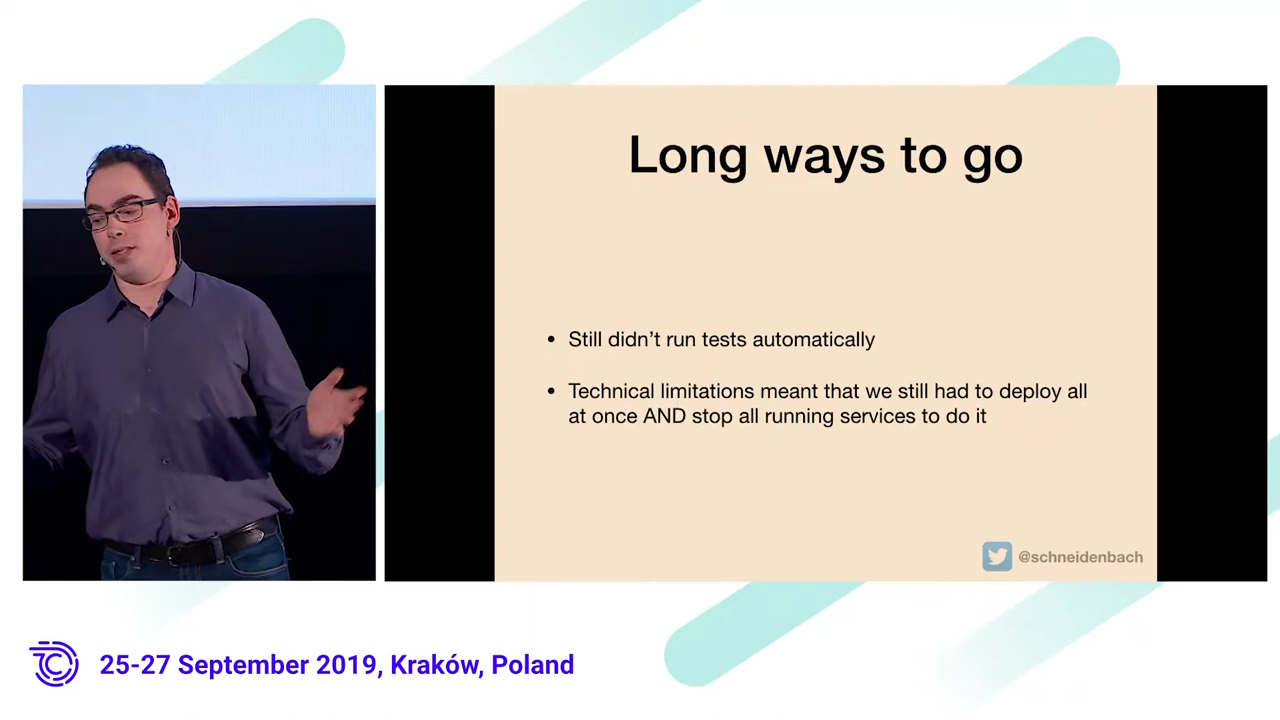 Long ways to go
• Still didn’t run tests automatically
• Technical limitations meant that we still had to deploy all
at once AND stop all running services to do it
@schneidenbach
25-27 September 2019, Kraków, Poland